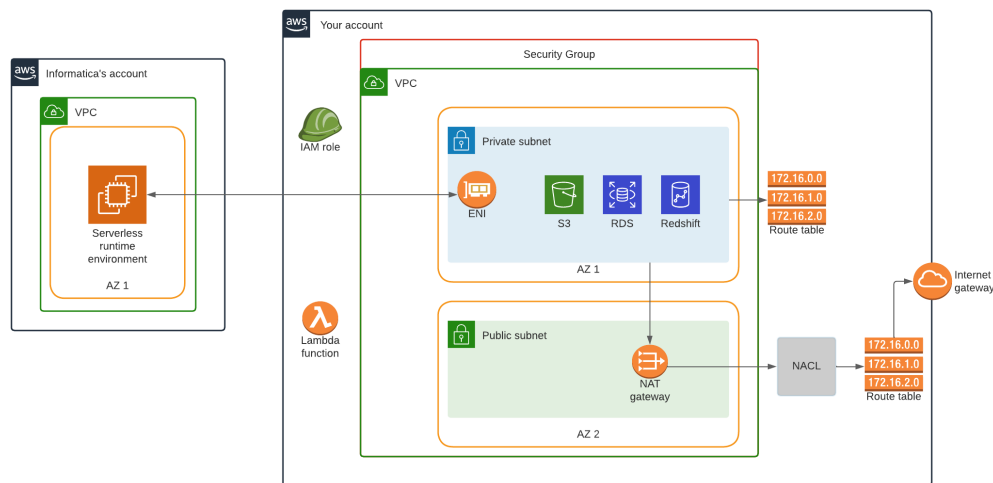 aws
Your account
Security Group
aws
Informatica's account
VPC
VPC
IAM role
Private subnet
ENI
S3
RDS
Redshift
172.16.0.0
172.16.1.0
172.16.2.0
Route table
Serverless
runtime
environment
AZ 1
AZ 1
Internet
gateway
Lambda
function
Public subnet
NAT
gateway
NACL
172.16.0.0
172.16.1.0
172.16.2.0
Route table
AZ 2